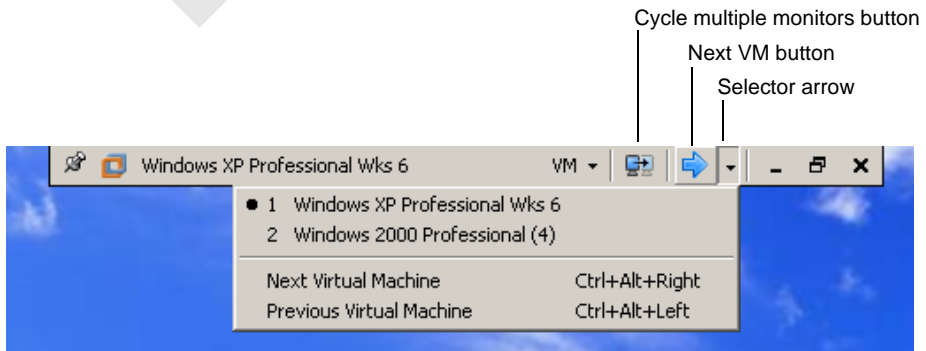 Cycle multiple monitors button
Next VM button
Selector arrow
Windows XP Professional Wks 6 VM
1 Windows XP Professional Wks 6
2 Windows 2000 Professional (4)
Next Virtual Machine Ctrl+Alt+Right
Previous Virtual Machine Ctrl+Alt+Left